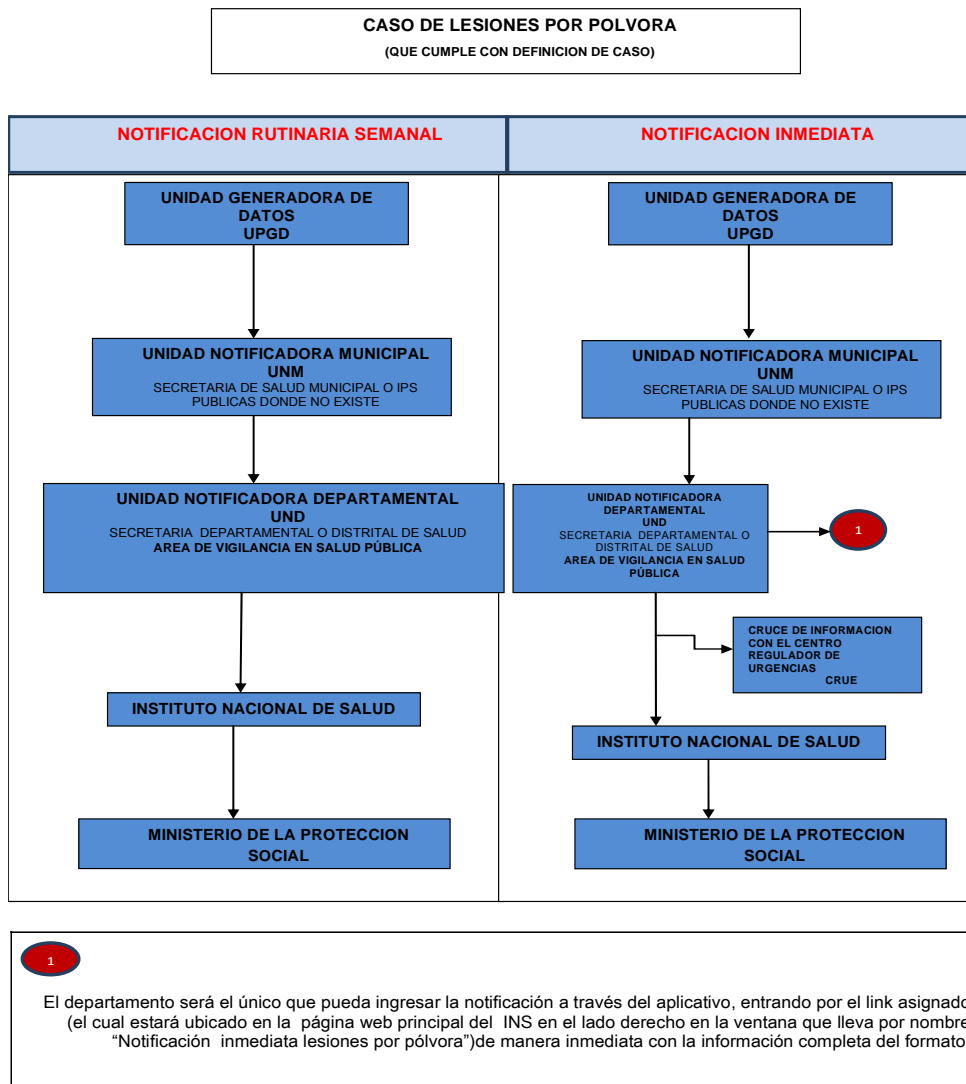 CASO DE LESIONES POR POLVORA
(QUE CUMPLE CON DEFINICION DE CASO)
NOTIFICACION RUTINARIA SEMANAL
UNIDAD GENERADORA DE
DATOS
UPGD
UNIDAD NOTIFICADORA MUNICIPAL
UNM
SECRETARIA DE SALUD MUNICIPAL O IPS
PUBLICAS DONDE NO EXISTE
UNIDAD NOTIFICADORA DEPARTAMENTAL
UND
SECRETARIA DEPARTAMENTAL O DISTRITAL DE SALUD
AREA DE VIGILANCIA EN SALUD PÚBLICA
INSTITUTO NACIONAL DE SALUD
MINISTERIO DE LA PROTECCION
SOCIAL
NOTIFICACION INMEDIATA
UNIDAD GENERADORA DE
DATOS
UPGD
UNIDAD NOTIFICADORA MUNICIPAL
UNM
SECRETARIA DE SALUD MUNICIPAL O IPS
PUBLICAS DONDE NO EXISTE
UNIDAD NOTIFICADORA
DEPARTAMENTAL
UND
SECRETARIA DEPARTAMENTAL O
DISTRITAL DE SALUD
AREA DE VIGILANCIA EN SALUD
PÚBLICA
1
CRUCE DE INFORMACION
CON EL CENTRO
REGULADOR DE
URGENCIAS
CRUE
INSTITUTO NACIONAL DE SALUD
MINISTERIO DE LA PROTECCION
SOCIAL
1
El departamento será el único que pueda ingresar la notificación a través del aplicativo, entrando por el link asignado
(el cual estará ubicado en la página web principal del INS en el lado derecho en la ventana que lleva por nombre
“Notificación inmediata lesiones por pólvora”)de manera inmediata con la información completa del formato